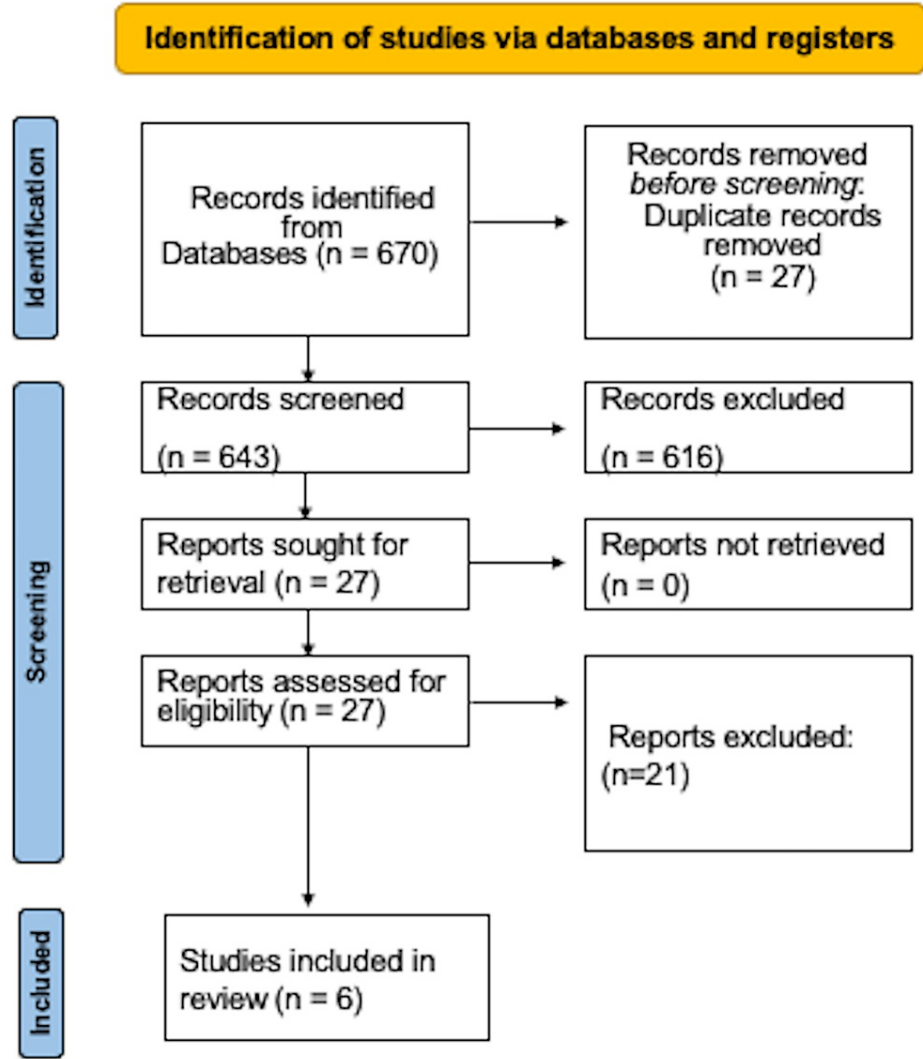 Identification of studies via databases and registers
Identification
Records identified
from
Databases (n = 670)
Records removed
before screening:
Duplicate records
removed
(n = 27)
Screening
Records screened
(n = 643)
Records excluded
(n = 616)
Reports sought for
retrieval (n = 27)
Reports not retrieved
(n = 0)
Reports assessed for
eligibility (n = 27)
Reports excluded:
(n=21)
Included
Studies included in
review (n = 6)